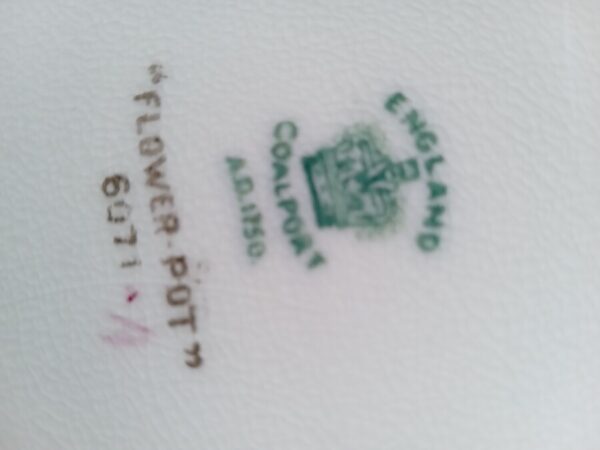 ENGLAND
COALPORT
A.D. 1750.
"FLOWER-POT"
6071